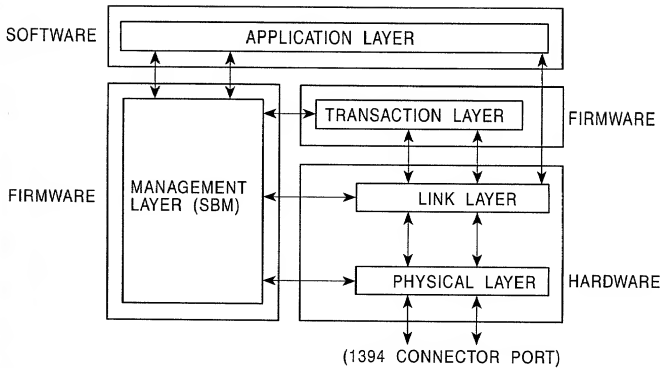 SOFTWARE
APPLICATION LAYER
TRANSACTION LAYER
FIRMWARE
FIRMWARE
MANAGEMENT
LAYER (SBM)
LINK LAYER
PHYSICAL LAYER
HARDWARE
(1394 CONNECTOR PORT)